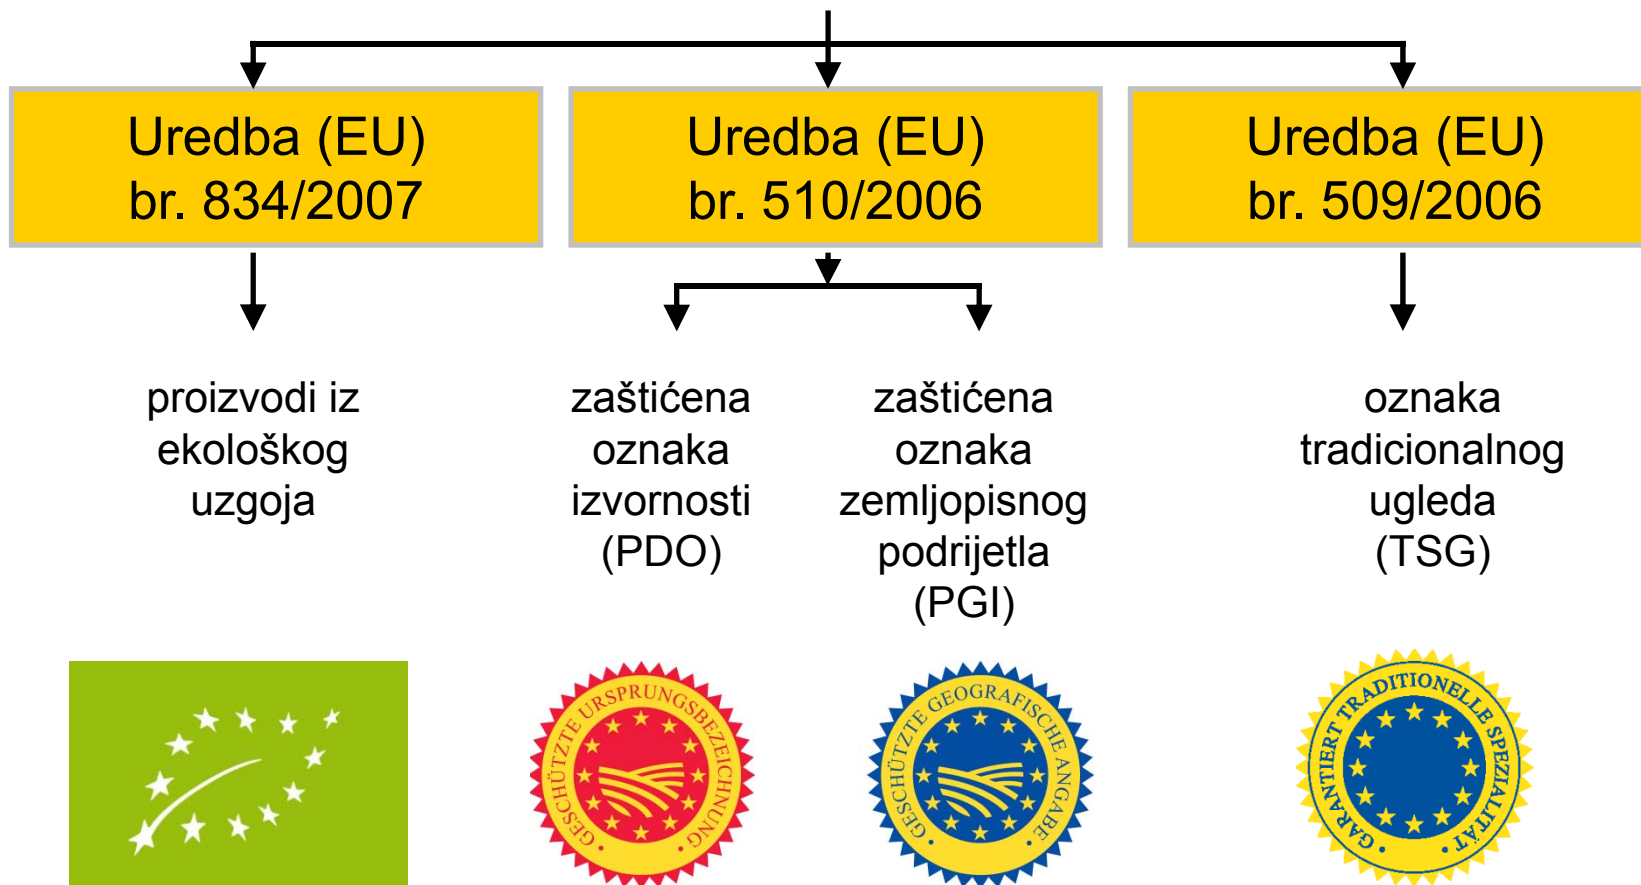 Uredba (EU)
br. 834/2007
Uredba (EU)
br. 510/2006
Uredba (EU)
br. 509/2006
proizvodi iz
ekološkog
uzgoja
zaštićena
oznaka
izvornosti
(PDO)
zaštićena
oznaka
zemljopisnog
podrijetla
(PGI)
oznaka
tradicionalnog
ugleda
(TSG)
• GESCHÜTZTE URSPRUNGSBEZEICHNUNG •
• GESCHÜTZTE GEOGRAFISCHE ANGABE •
• GARANTIERT TRADITIONELLE SPEZIALITÄT •